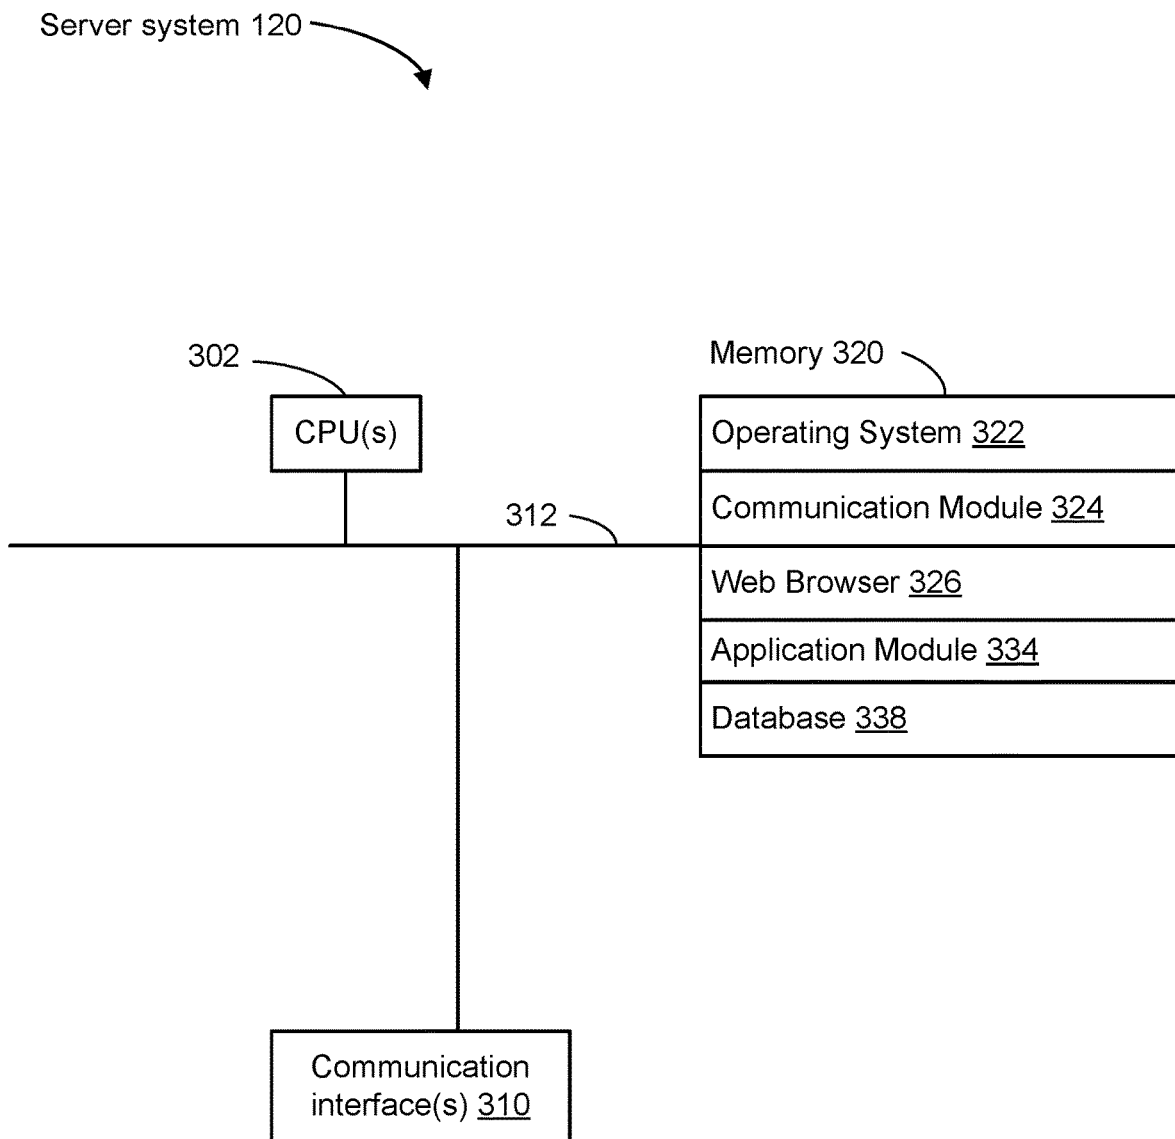 Server system 120
302
Memory 320
CPU(s)
Operating System 322
Communication Module 324
312
Web Browser 326
Application Module 334
Database 338
Communication
interface(s) 310